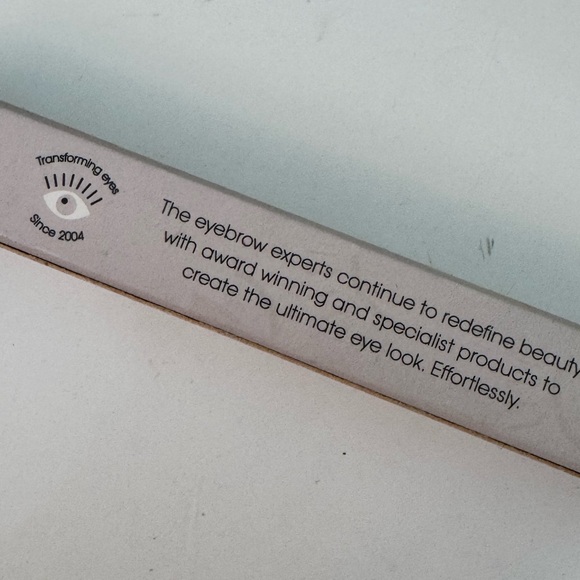 Transforming eyes
Since 2004
The eyebrow experts continue to redefine beauty
with award winning and specialist products to
create the ultimate eye look. Effortlessly.